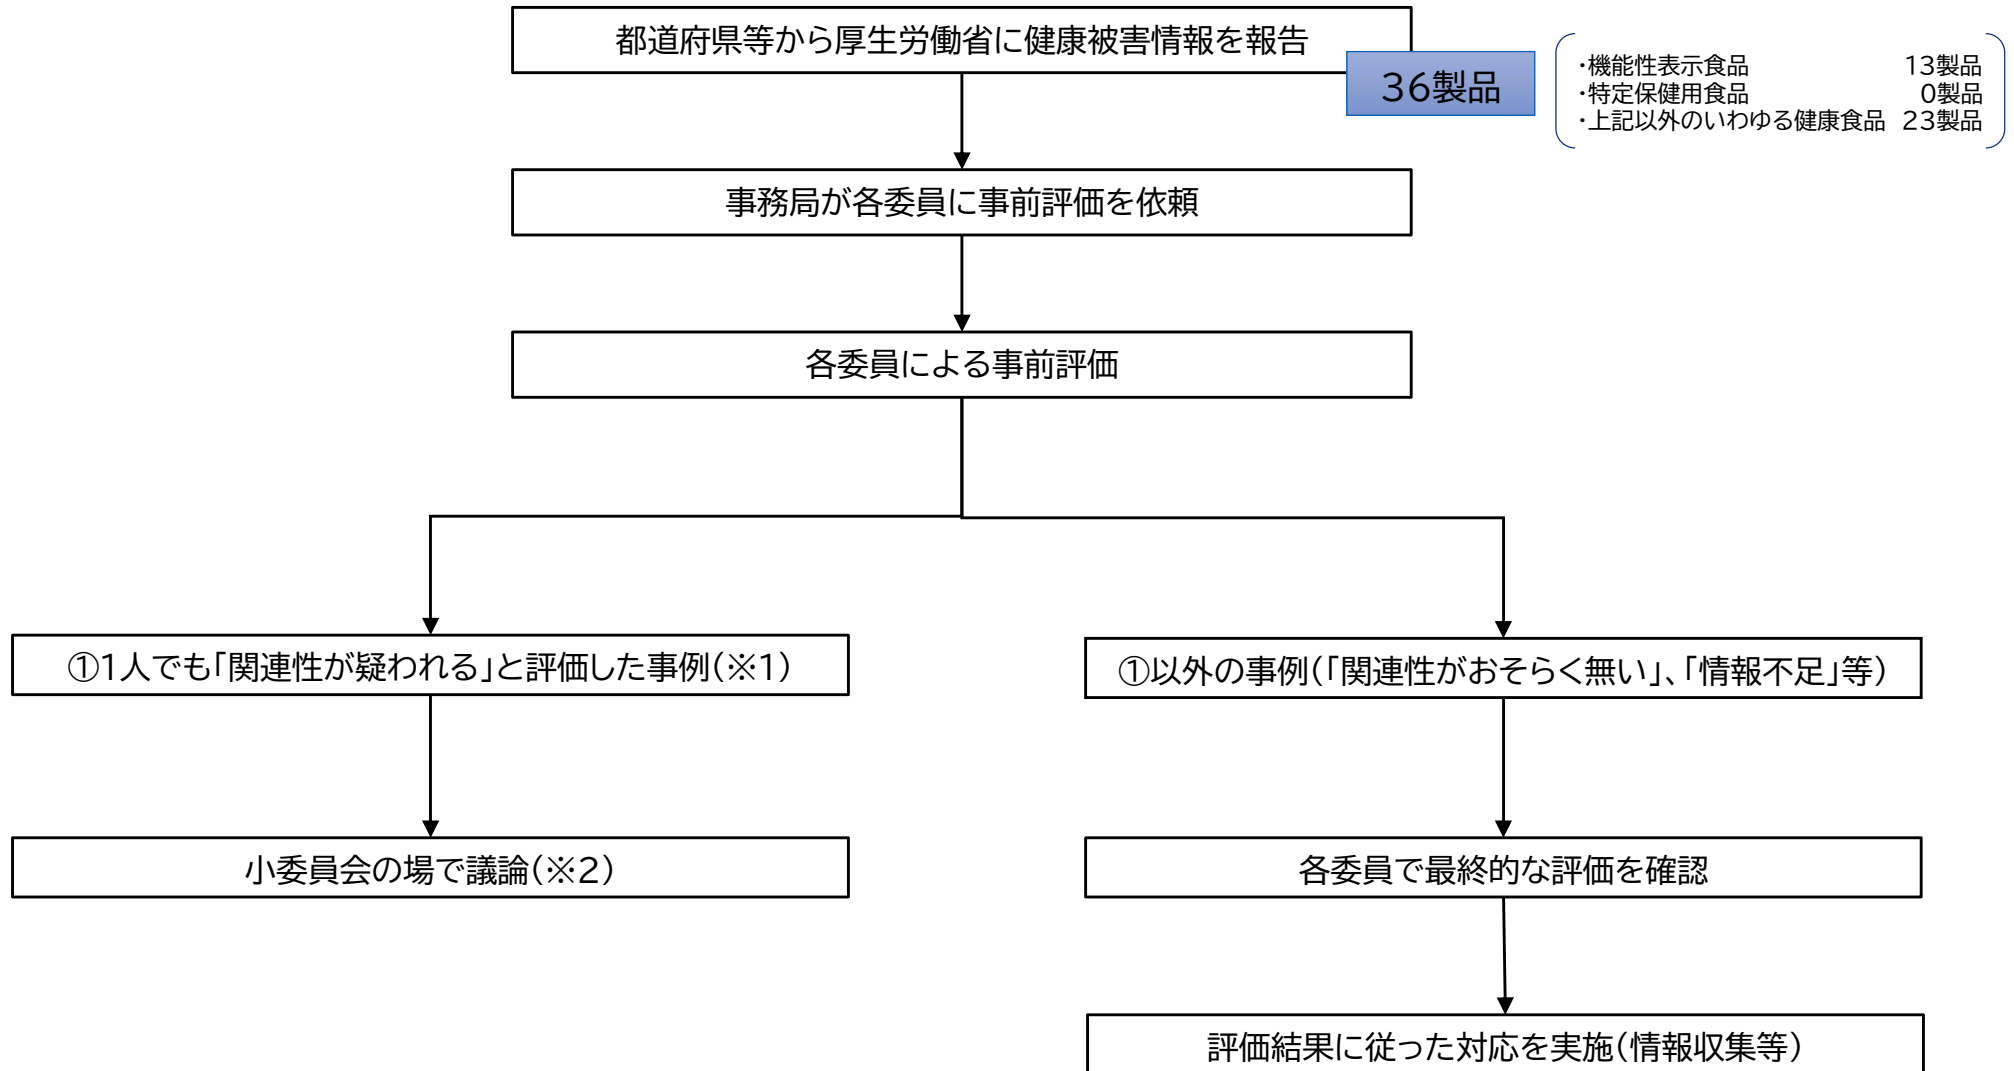 都道府県等から厚生労働省に健康被害情報を報告
36製品
・機能性表示食品 13製品
・特定保健用食品 0製品
・上記以外のいわゆる健康食品 23製品
事務局が各委員に事前評価を依頼
各委員による事前評価
①1人でも「関連性が疑われる」と評価した事例(※1)
①以外の事例(「関連性がおそらく無い」、「情報不足」等)
小委員会の場で議論(※2)
各委員で最終的な評価を確認
評価結果に従った対応を実施(情報収集等)